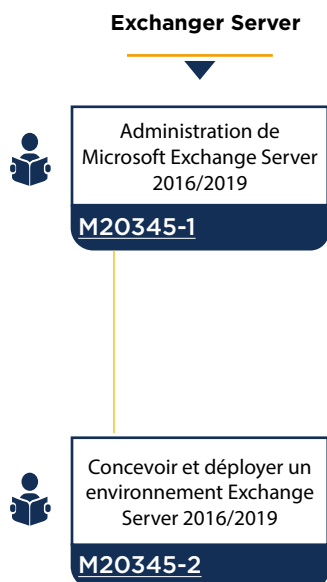 Exchanger Server
Administration de
Microsoft Exchange Server
2016/2019
M20345-1
Concevoir et déployer un
environnement Exchange
Server 2016/2019
M20345-2